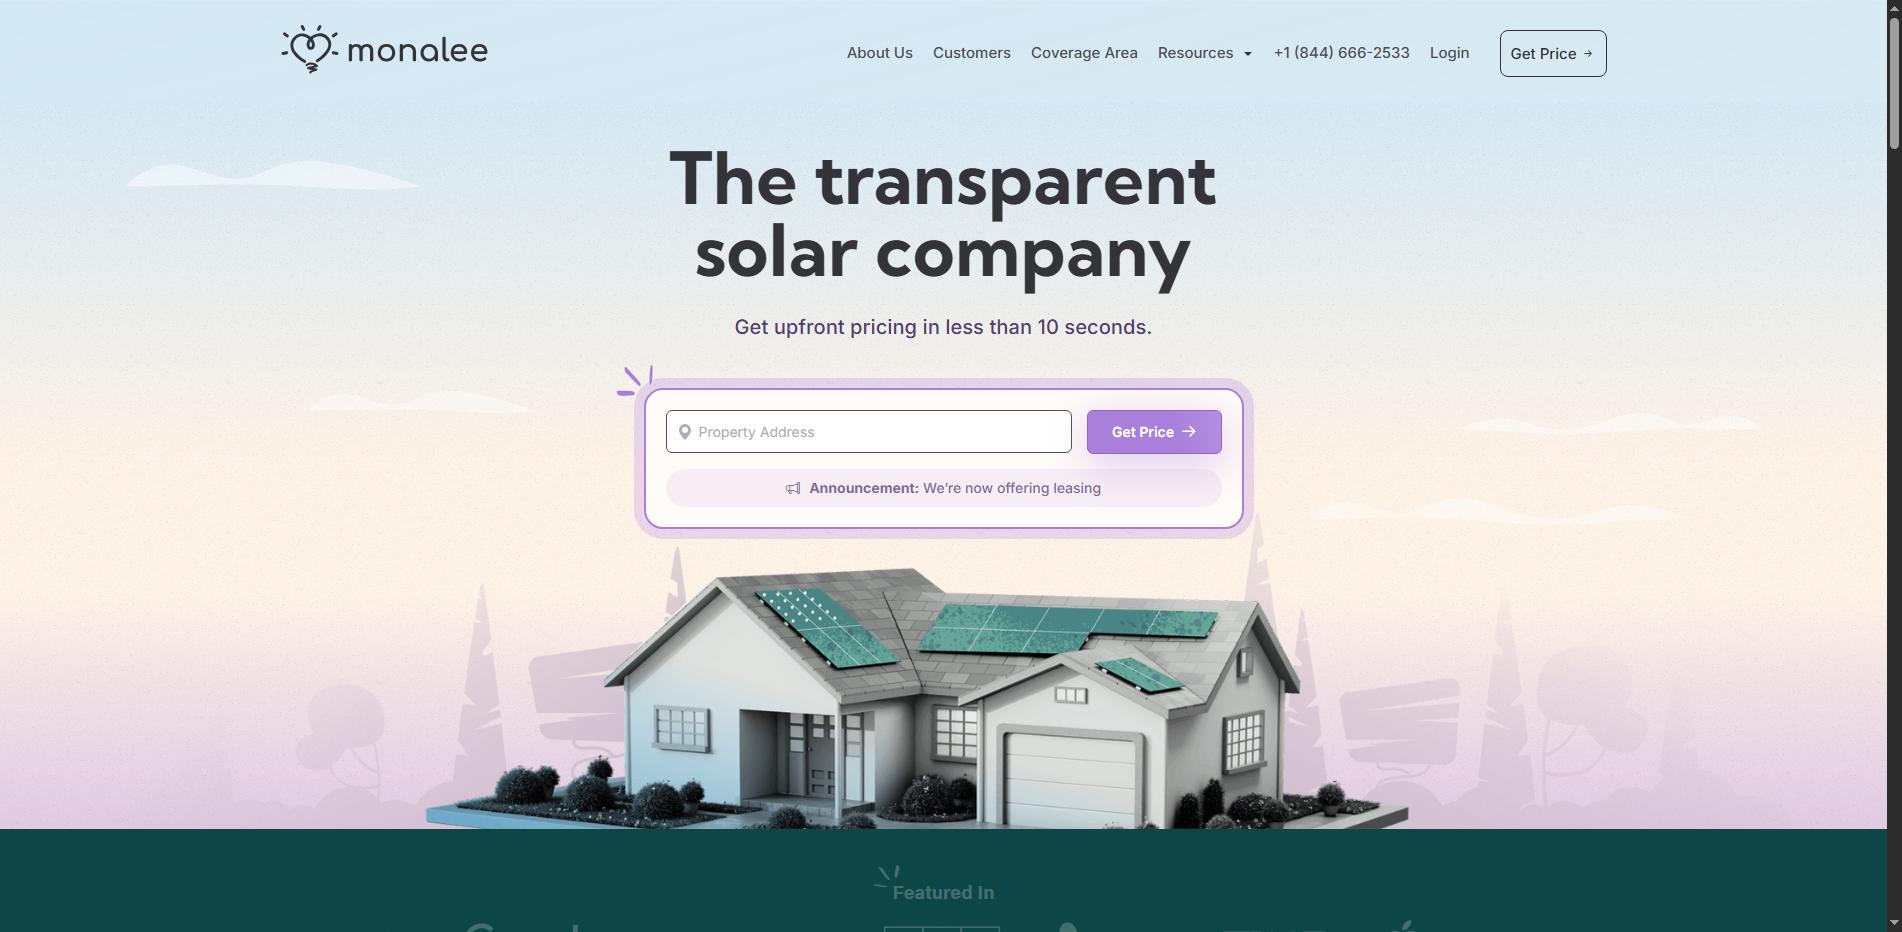 monalee
About Us
Customers
Coverage Area
Resources
+1 (844) 666-2533
Login
Get Price →
The transparent
solar company
Get upfront pricing in less than 10 seconds.
Property Address
Get Price →
Announcement: We're now offering leasing
Featured In